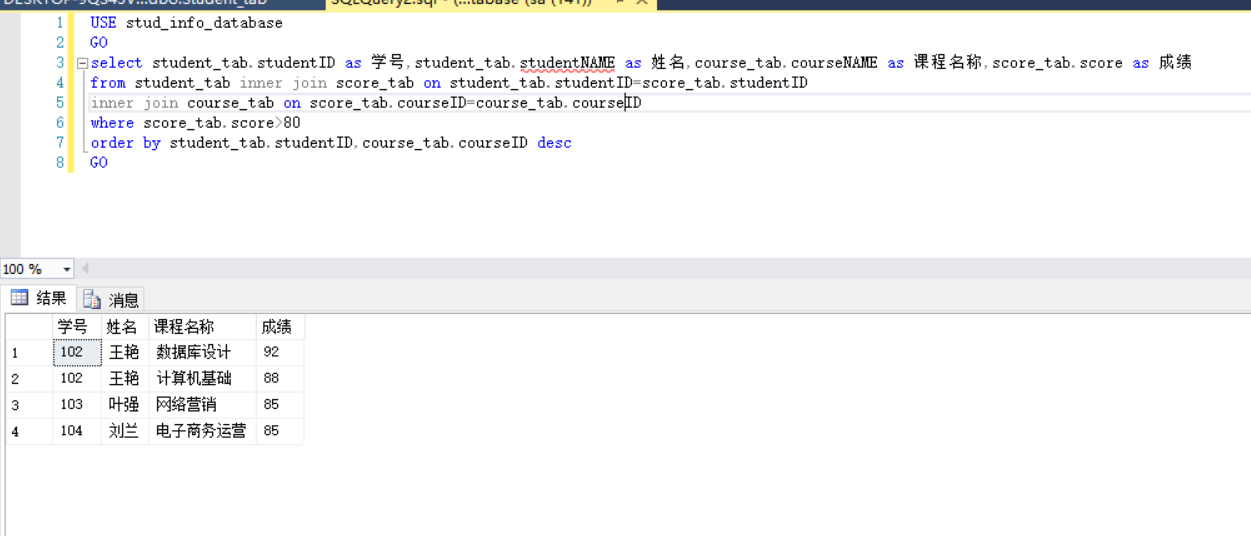 DESKTOP-9QS45V...dbo.Student_tab
SQLQuery2.sql - (...tabase (sa (141))
1 USE stud_info_database
2 GO
3 select student_tab.studentID as 学号,student_tab.studentNAME as 姓名,course_tab.courseNAME as 课程名称,score_tab.score as 成绩
4 from student_tab inner join score_tab on student_tab.studentID=score_tab.studentID
5 inner join course_tab on score_tab.courseID=course_tab.courseID
6 where score_tab.score>80
7 order by student_tab.studentID,course_tab.courseID desc
8 GO
100 %
结果 消息
学号 姓名 课程名称 成绩
1 102 王艳 数据库设计 92
2 102 王艳 计算机基础 88
3 103 叶强 网络营销 85
4 104 刘兰 电子商务运营 85